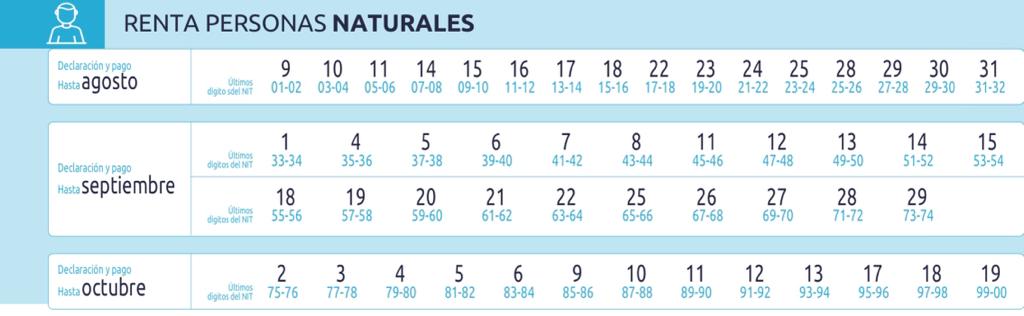 RENTA PERSONAS NATURALES
Declaración y pago
Hasta agosto
Últimos
digito sdel NIT
9 10 11 14 15 16 17 18 22 23 24 25 28 29 30 31
01-02 03-04 05-06 07-08 09-10 11-12 13-14 15-16 17-18 19-20 21-22 23-24 25-26 27-28 29-30 31-32
Declaración y pago
Hasta septiembre
Últimos
digitos del NIT
1 4 5 6 7 8 11 12 13 14 15
33-34 35-36 37-38 39-40 41-42 43-44 45-46 47-48 49-50 51-52 53-54
Últimos
digitos del NIT
18 19 20 21 22 25 26 27 28 29
55-56 57-58 59-60 61-62 63-64 65-66 67-68 69-70 71-72 73-74
Declaración y pago
Hasta octubre
Últimos
digitos del NIT
2 3 4 5 6 9 10 11 12 13 17 18 19
75-76 77-78 79-80 81-82 83-84 85-86 87-88 89-90 91-92 93-94 95-96 97-98 99-00